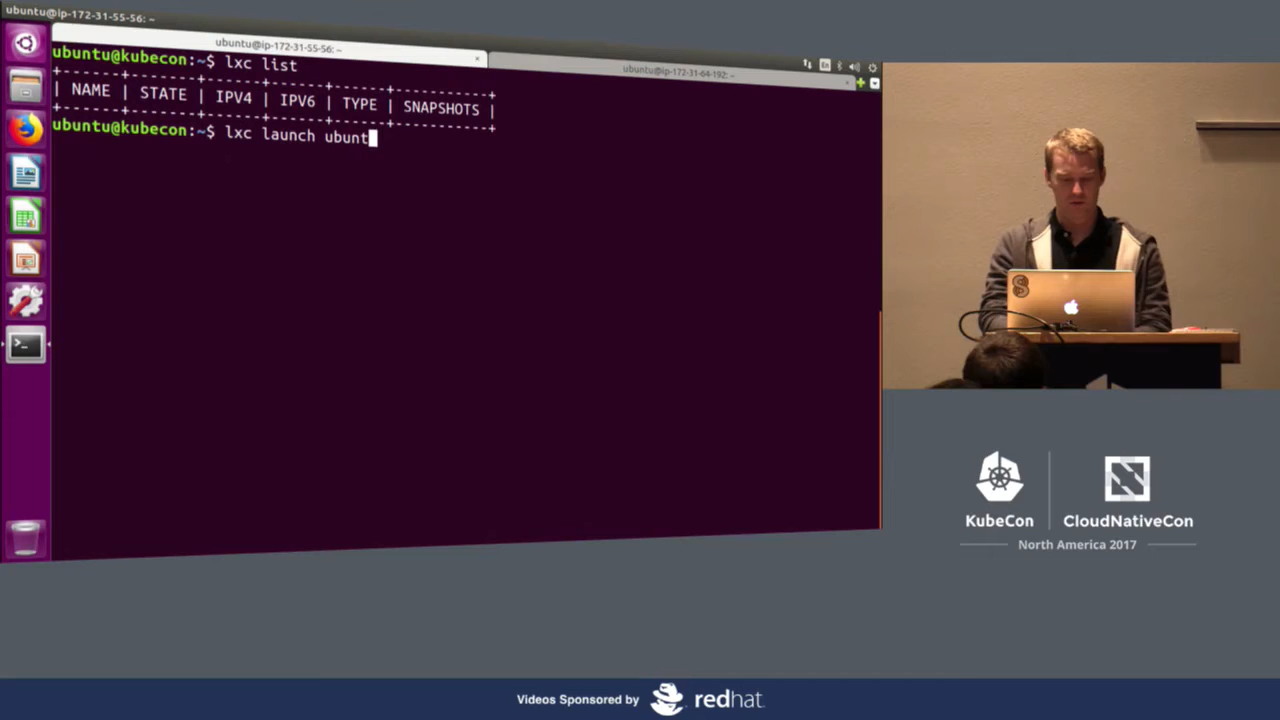 ubuntu@ip-172-31-55-56: ~
ubuntu@ip-172-31-55-56: ~
ubuntu@ip-172-31-64-192: ~
En
ubuntu@kubecon:~$ lxc list
+------+-------+------+------+------+-----------+
| NAME | STATE | IPV4 | IPV6 | TYPE | SNAPSHOTS |
+------+-------+------+------+------+-----------+
ubuntu@kubecon:~$ lxc launch ubunt
KubeCon
CloudNativeCon
North America 2017
Videos Sponsored by
redhat